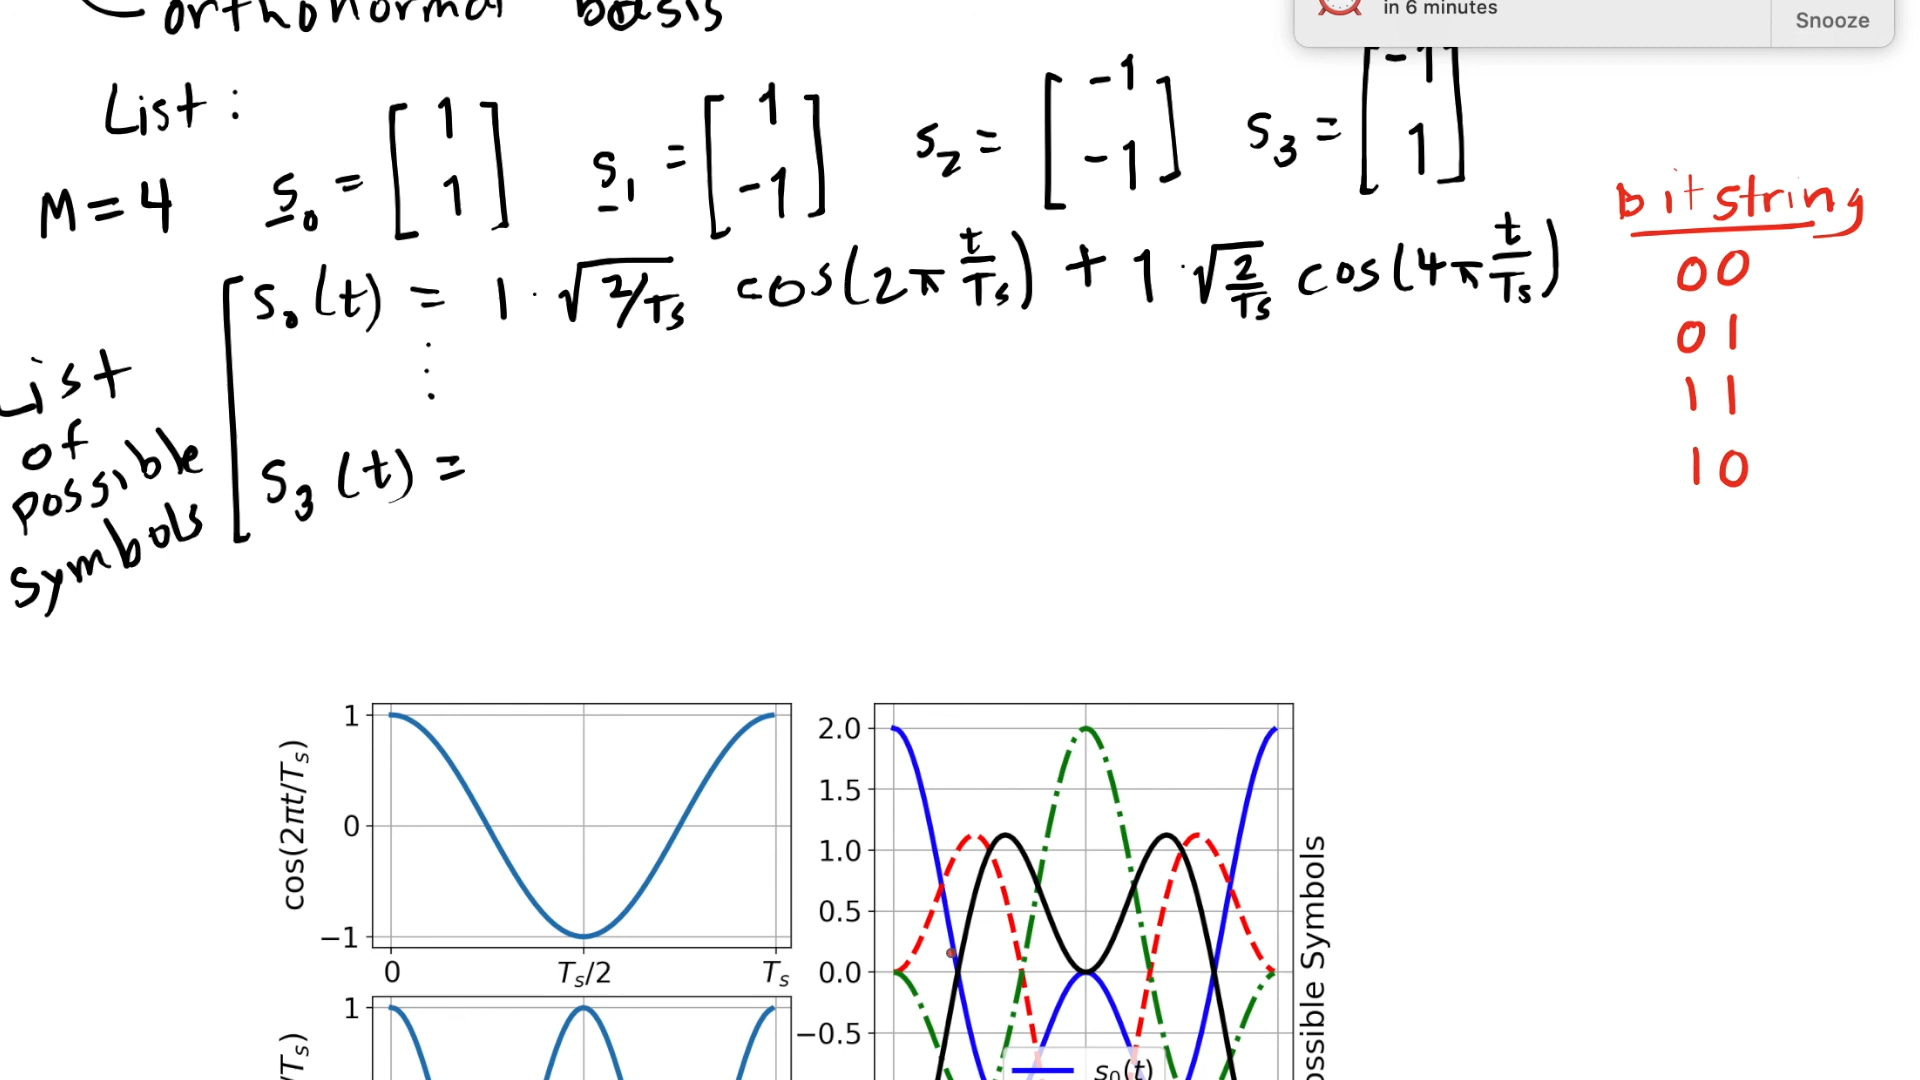 orthonormal basis
in 6 minutes
Snooze
List :
M = 4 s₀ = [1 1] s₁ = [1 -1] s₂ = [-1 -1] s₃ = [-1 1]
bitstring
s₀(t) = 1 · √2/Ts cos(2π t/Ts) + 1 · √2/Ts cos(4π t/Ts)
00
01
11
10
⋮
List of possible symbols
s₃(t) =
cos(2πt/Ts)
1
0
−1
0 Ts/2 Ts
1
/Ts)
2.0
1.5
1.0
0.5
0.0
−0.5
s₀(t)
ossible Symbols